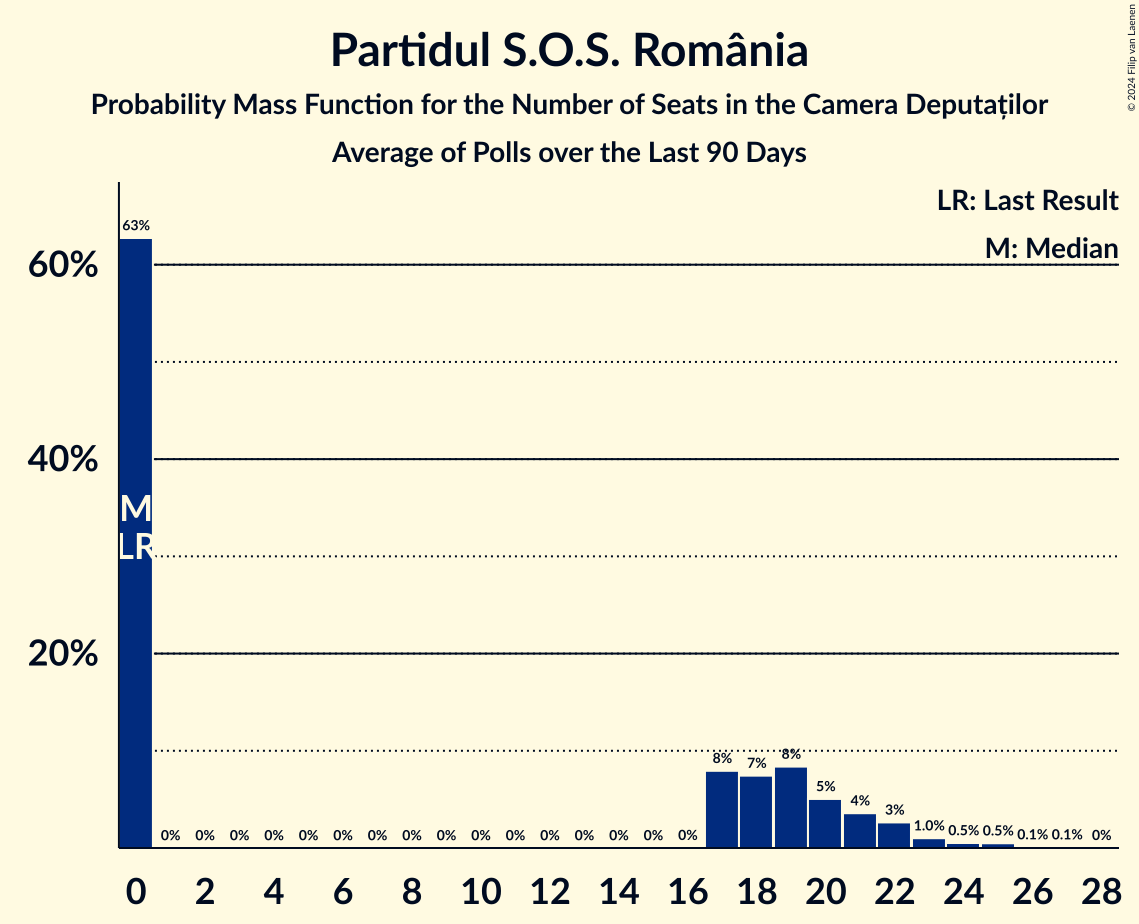 Partidul S.O.S. România
Probability Mass Function for the Number of Seats in the Camera Deputaților
Average of Polls over the Last 90 Days
© 2024 Filip van Laenen
LR: Last Result
M: Median
60%
40%
20%
63%
M
LR
0% 0% 0% 0% 0% 0% 0% 0% 0% 0% 0% 0% 0% 0% 0% 0% 8% 7% 8% 5% 4% 3% 1.0% 0.5% 0.5% 0.1% 0.1% 0%
0 2 4 6 8 10 12 14 16 18 20 22 24 26 28